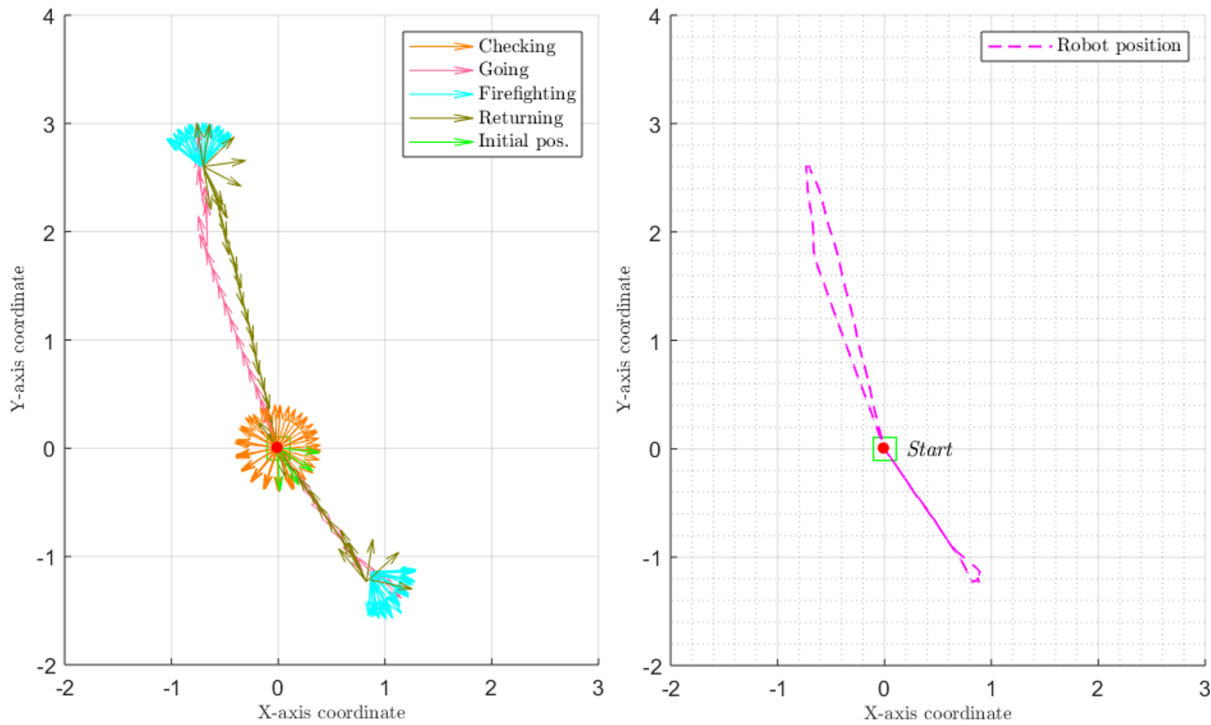 4
3
2
1
0
-1
-2
-2
-1
0
1
2
3
X-axis coordinate
Y-axis coordinate
Checking
Going
Firefighting
Returning
Initial pos.
4
3
2
1
0
-1
-2
-2
-1
0
1
2
3
X-axis coordinate
Y-axis coordinate
Robot position
Start